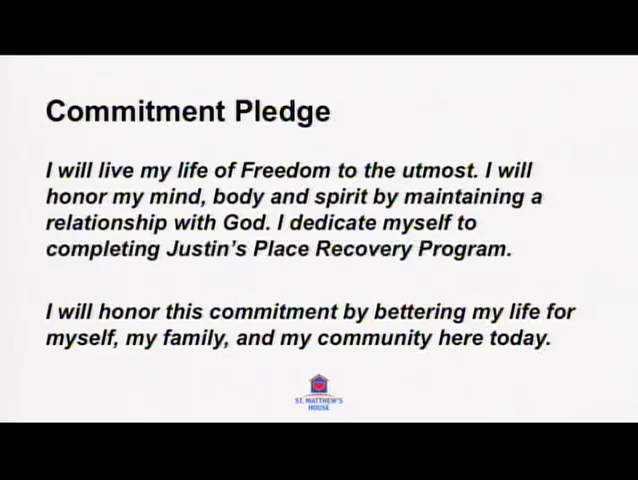 Commitment Pledge
I will live my life of Freedom to the utmost. I will
honor my mind, body and spirit by maintaining a
relationship with God. I dedicate myself to
completing Justin's Place Recovery Program.
I will honor this commitment by bettering my life for
myself, my family, and my community here today.
ST. MATTHEW'S
HOUSE